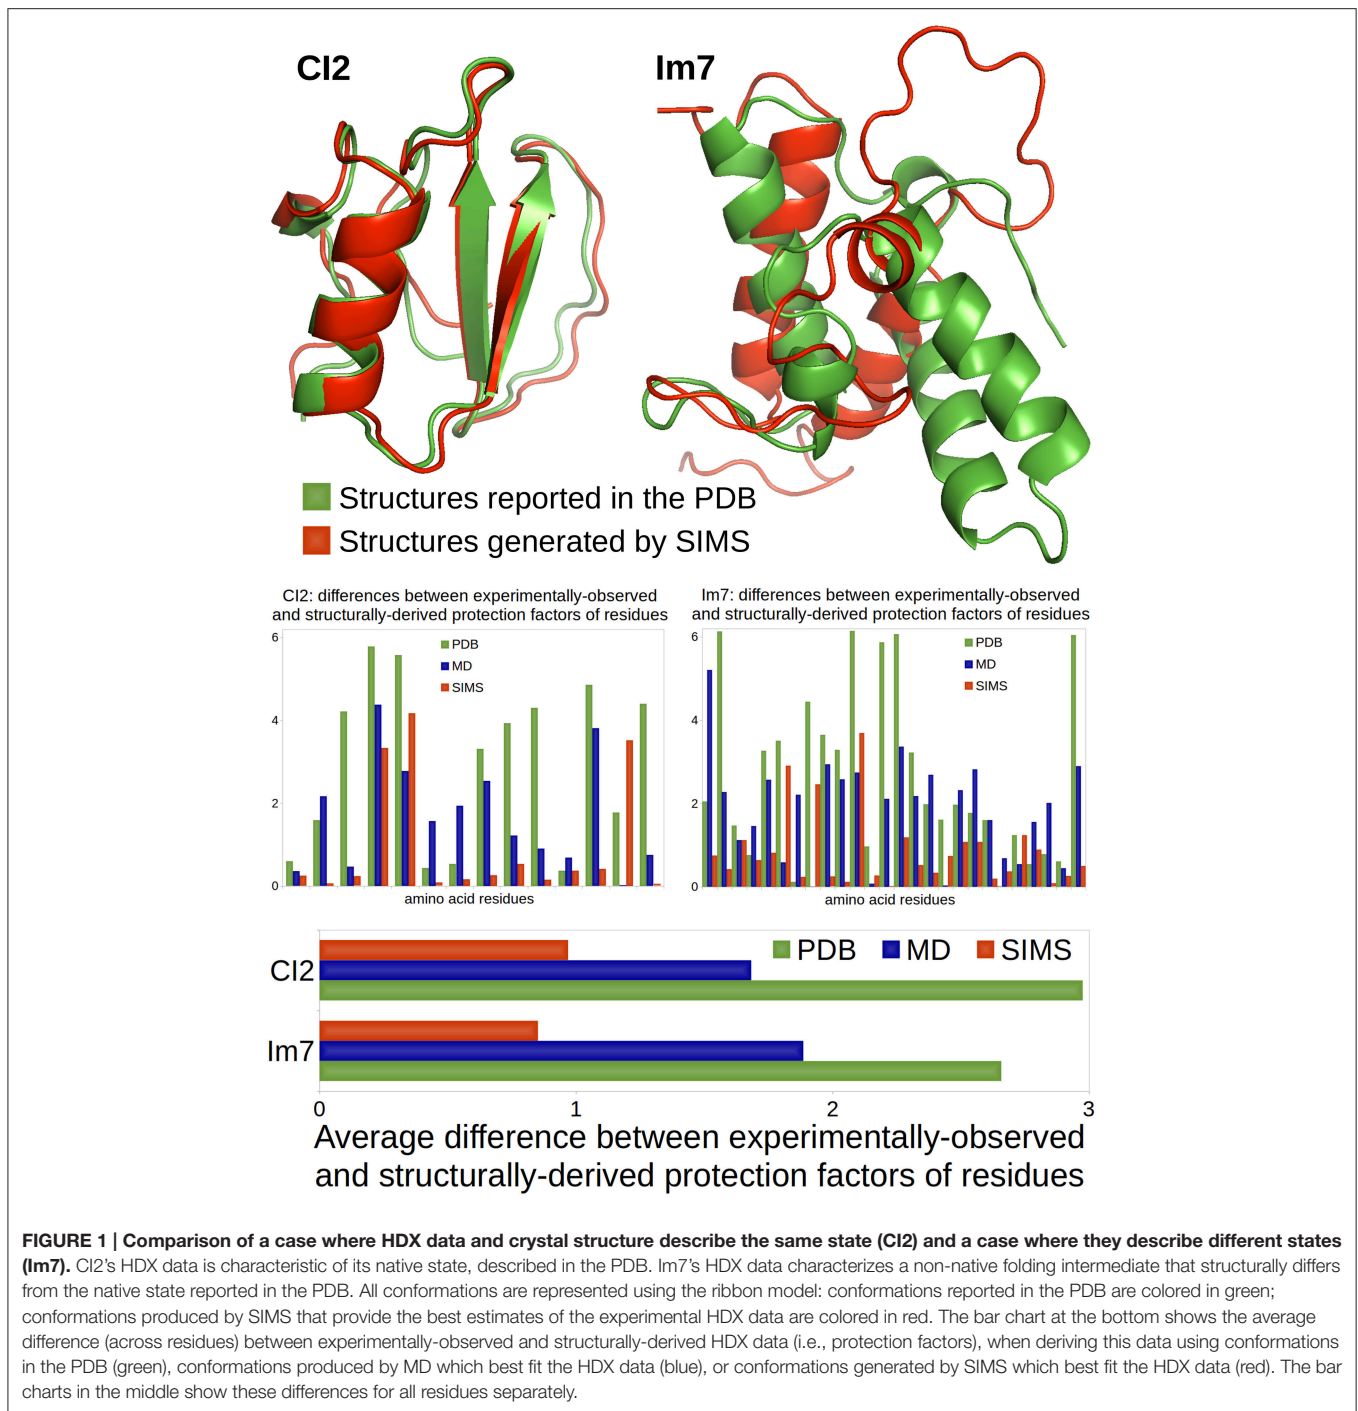 CI2
Im7
Structures reported in the PDB
Structures generated by SIMS
CI2: differences between experimentally-observed
and structurally-derived protection factors of residues
6
4
2
0
PDB
MD
SIMS
amino acid residues
Im7: differences between experimentally-observed
and structurally-derived protection factors of residues
6
4
2
0
PDB
MD
SIMS
amino acid residues
PDB MD SIMS
CI2
Im7
0 1 2 3
Average difference between experimentally-observed
and structurally-derived protection factors of residues
FIGURE 1 | Comparison of a case where HDX data and crystal structure describe the same state (CI2) and a case where they describe different states
(Im7). CI2's HDX data is characteristic of its native state, described in the PDB. Im7's HDX data characterizes a non-native folding intermediate that structurally differs
from the native state reported in the PDB. All conformations are represented using the ribbon model: conformations reported in the PDB are colored in green;
conformations produced by SIMS that provide the best estimates of the experimental HDX data are colored in red. The bar chart at the bottom shows the average
difference (across residues) between experimentally-observed and structurally-derived HDX data (i.e., protection factors), when deriving this data using conformations
in the PDB (green), conformations produced by MD which best fit the HDX data (blue), or conformations generated by SIMS which best fit the HDX data (red). The bar
charts in the middle show these differences for all residues separately.